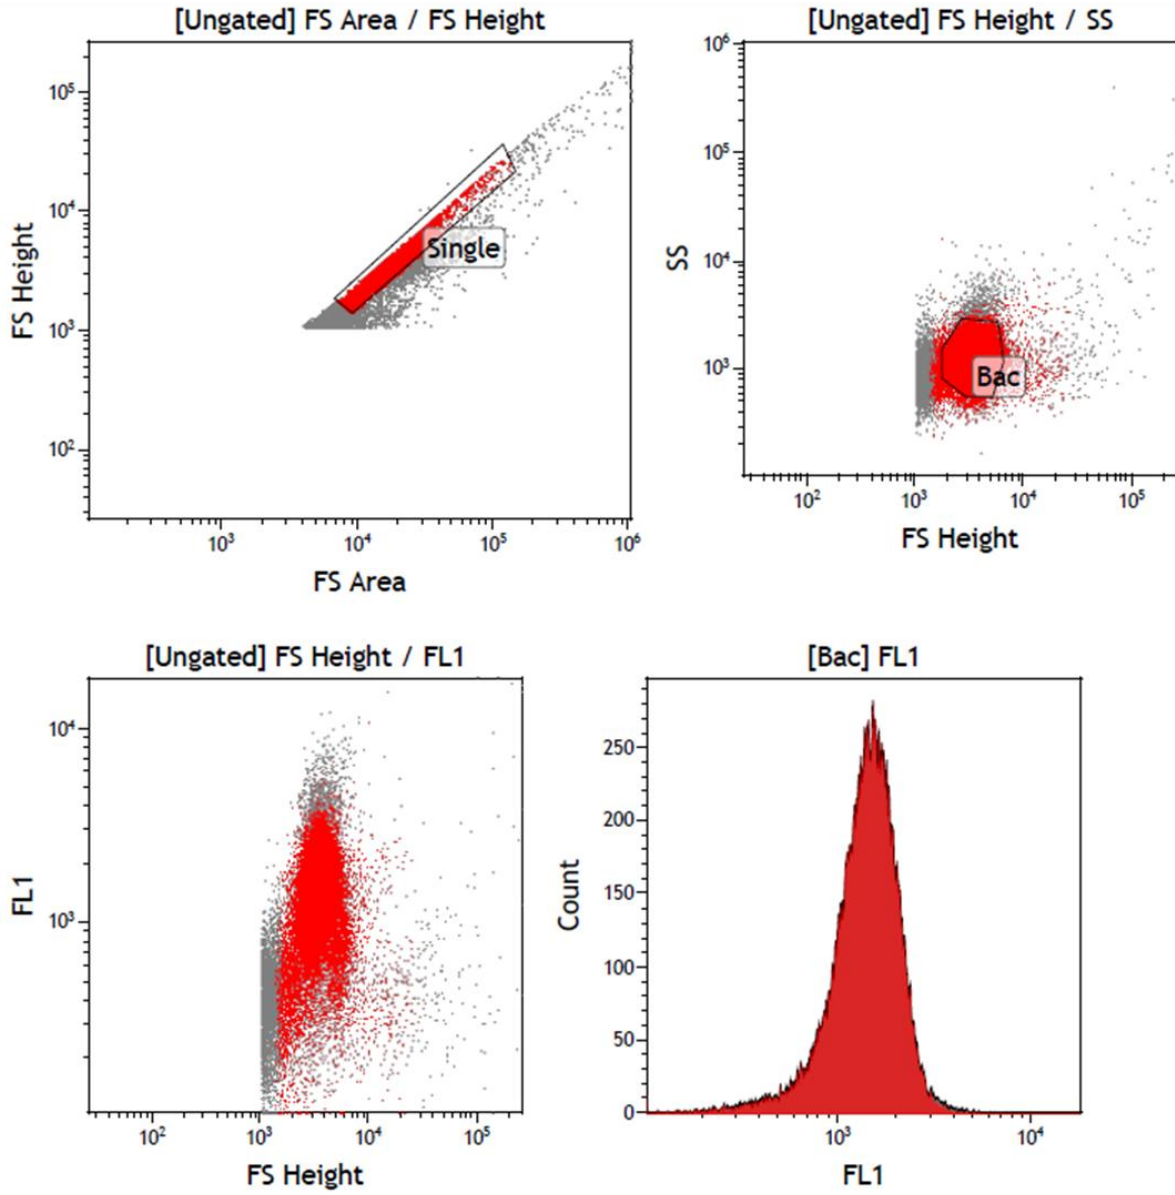 [Ungated] FS Area / FS Height
FS Height
10⁵
10⁴
10³
10²
Single
10³ 10⁴ 10⁵ 10⁶
FS Area
[Ungated] FS Height / SS
SS
10⁶
10⁵
10⁴
10³
Bac
10² 10³ 10⁴ 10⁵
FS Height
[Ungated] FS Height / FL1
FL1
10⁴
10³
10² 10³ 10⁴ 10⁵
FS Height
[Bac] FL1
Count
250
200
150
100
50
0
10³ 10⁴
FL1